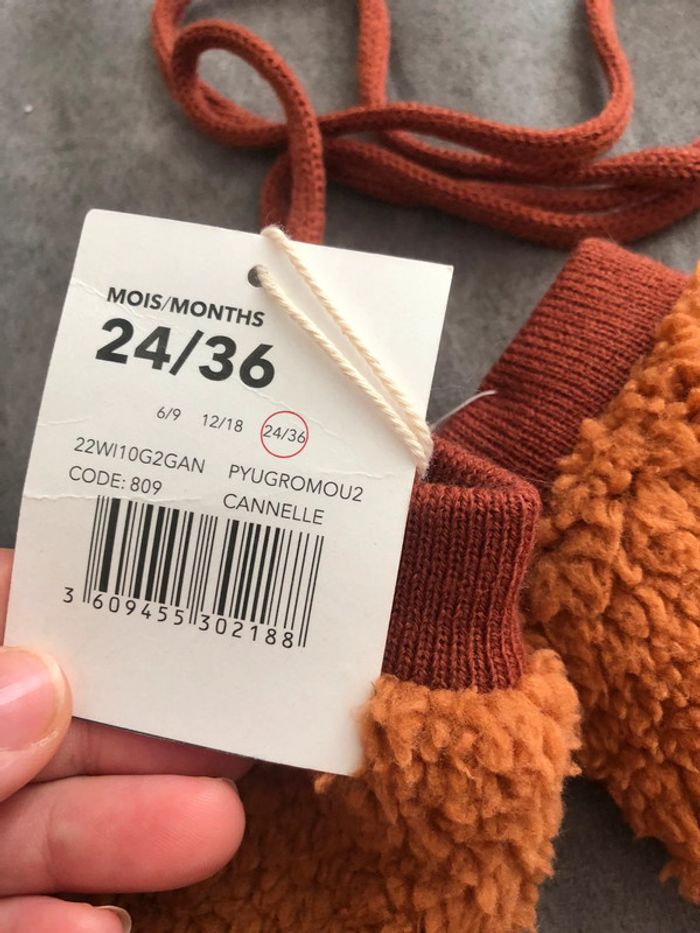 MOIS/MONTHS
24/36
6/9 12/18 24/36
22WI10G2GAN PYUGROMOU2
CODE: 809 CANNELLE
3 609455 302188